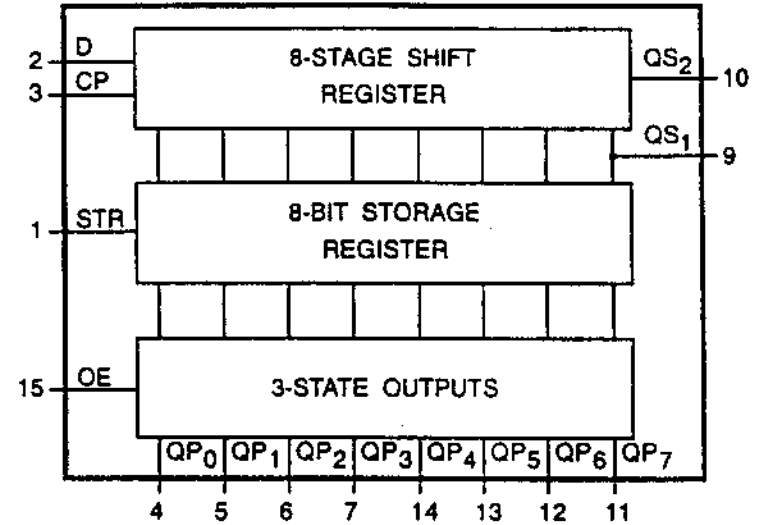 D
8-STAGE SHIFT
REGISTER
QS2
2
10
3
CP
QS1
9
STR
1
8-BIT STORAGE
REGISTER
OE
15
3-STATE OUTPUTS
QP0 QP1 QP2 QP3 QP4 QP5 QP6 QP7
4 5 6 7 14 13 12 11